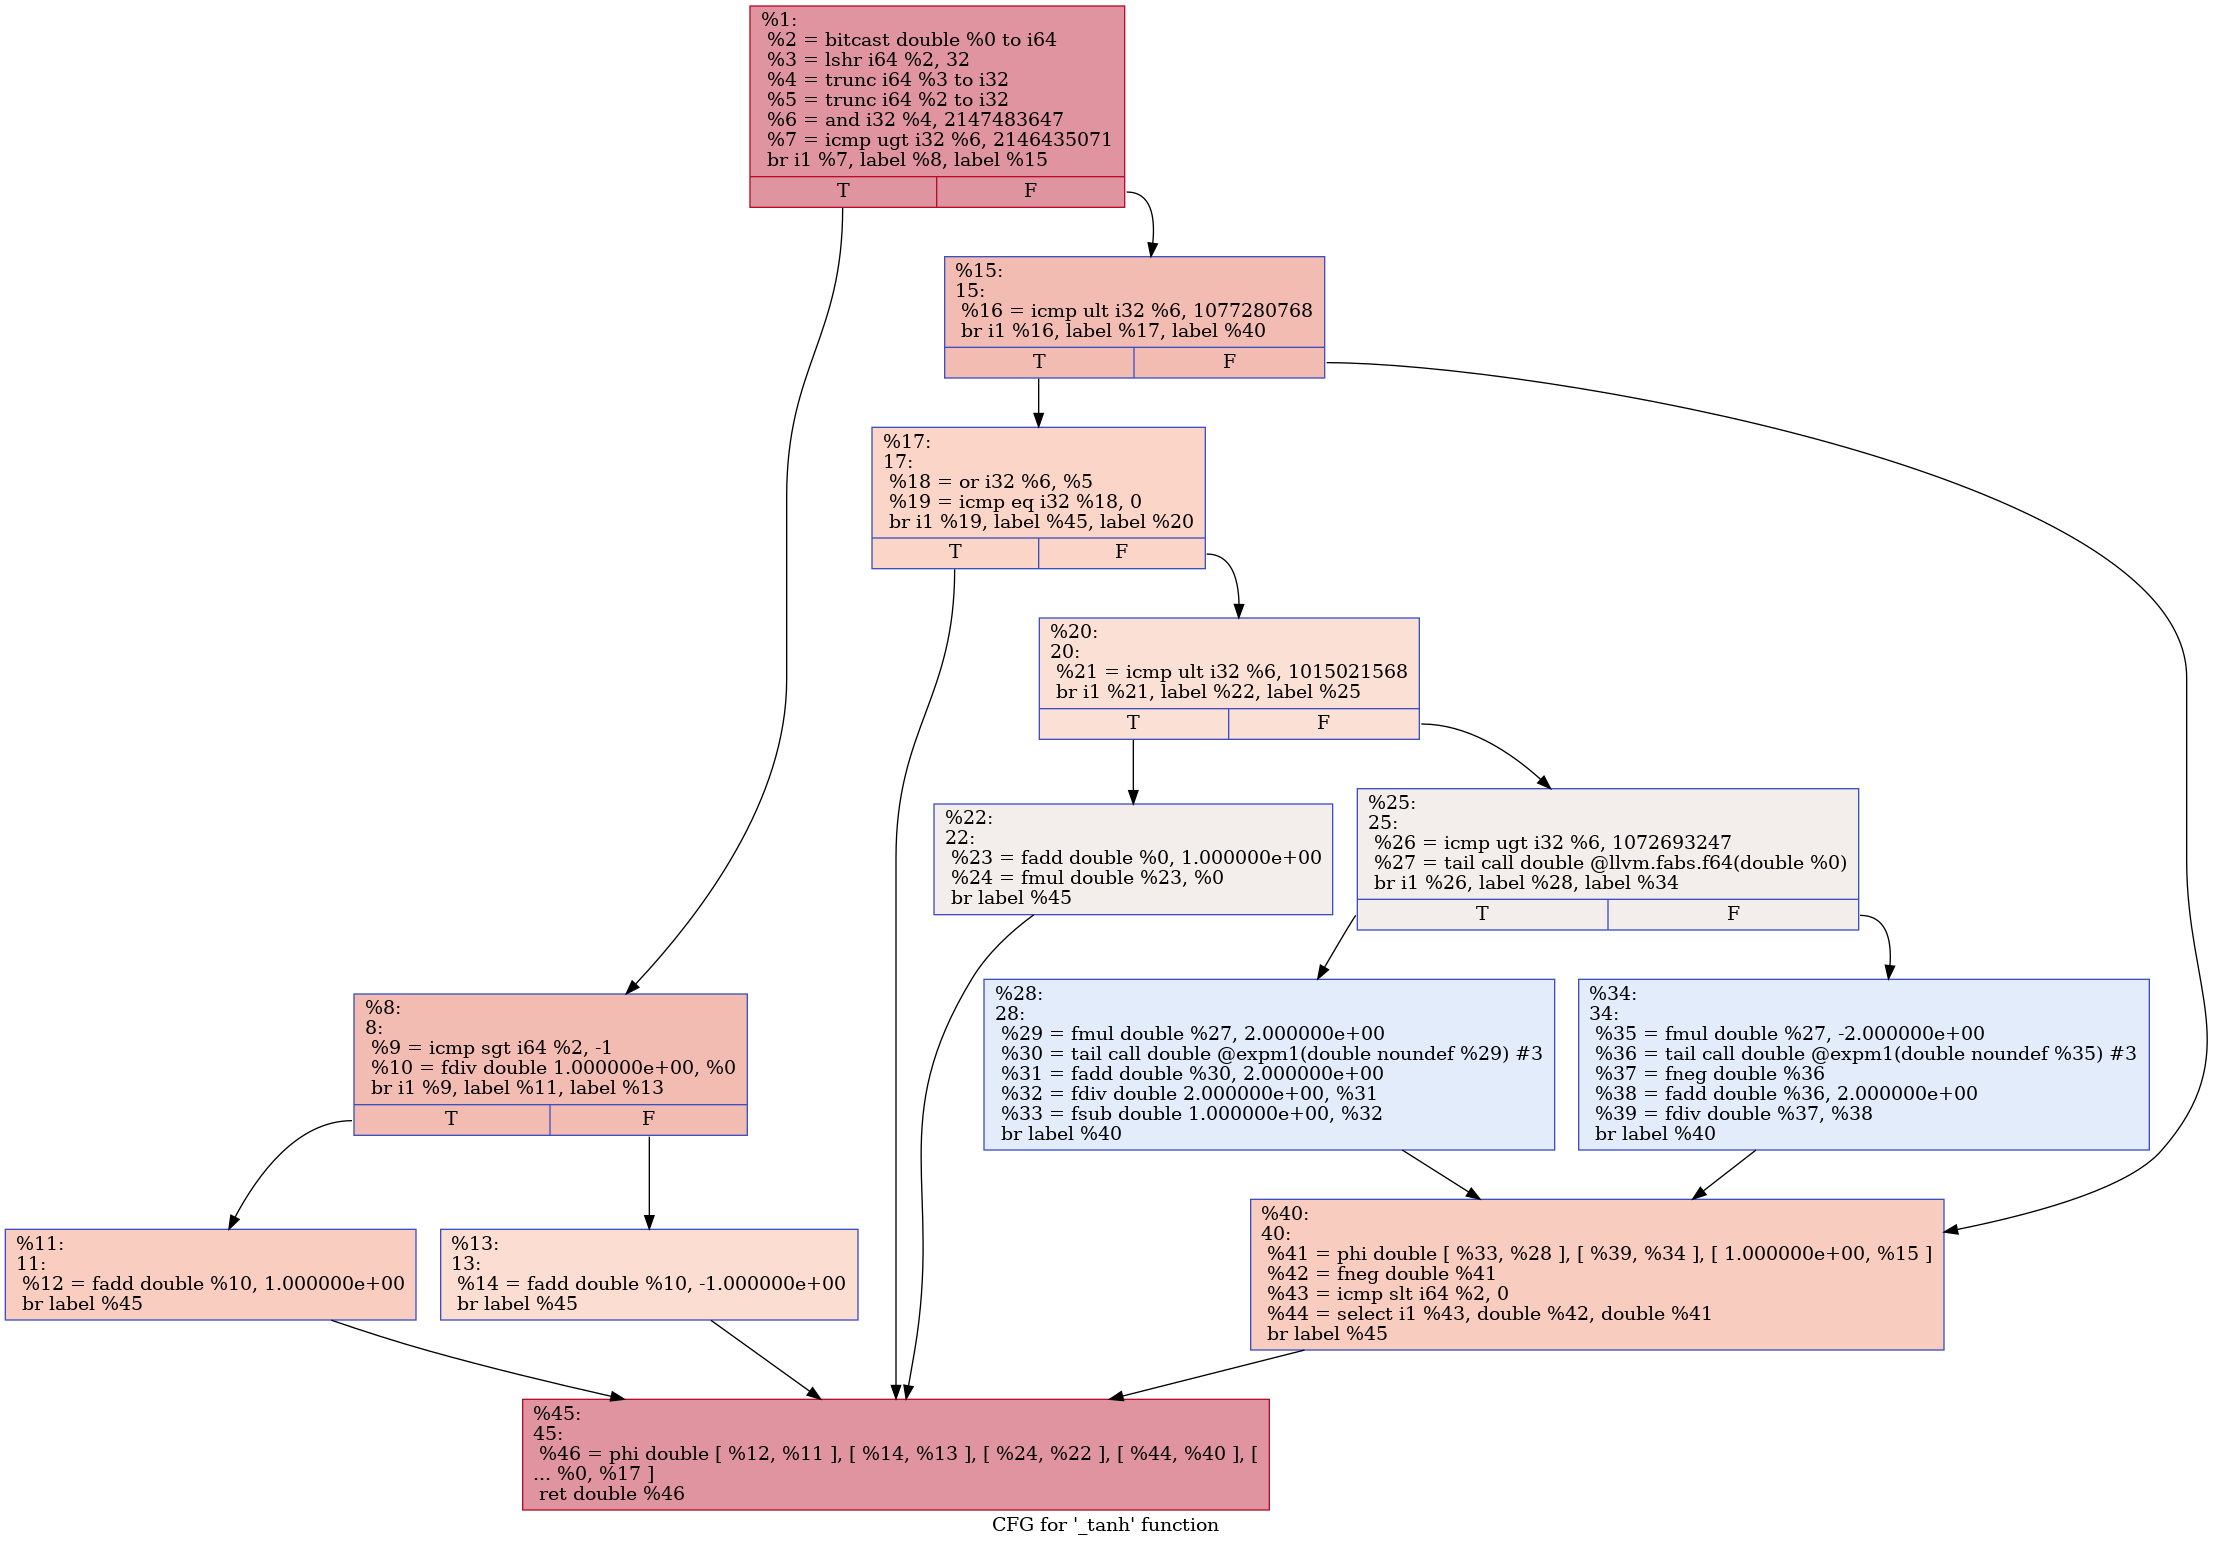 %1:
%2 = bitcast double %0 to i64
%3 = lshr i64 %2, 32
%4 = trunc i64 %3 to i32
%5 = trunc i64 %2 to i32
%6 = and i32 %4, 2147483647
%7 = icmp ugt i32 %6, 2146435071
br i1 %7, label %8, label %15
T F
%15:
15:
%16 = icmp ult i32 %6, 1077280768
br i1 %16, label %17, label %40
T F
%17:
17:
%18 = or i32 %6, %5
%19 = icmp eq i32 %18, 0
br i1 %19, label %45, label %20
T F
%20:
20:
%21 = icmp ult i32 %6, 1015021568
br i1 %21, label %22, label %25
T F
%22:
22:
%23 = fadd double %0, 1.000000e+00
%24 = fmul double %23, %0
br label %45
%25:
25:
%26 = icmp ugt i32 %6, 1072693247
%27 = tail call double @llvm.fabs.f64(double %0)
br i1 %26, label %28, label %34
T F
%8:
8:
%9 = icmp sgt i64 %2, -1
%10 = fdiv double 1.000000e+00, %0
br i1 %9, label %11, label %13
T F
%28:
28:
%29 = fmul double %27, 2.000000e+00
%30 = tail call double @expm1(double noundef %29) #3
%31 = fadd double %30, 2.000000e+00
%32 = fdiv double 2.000000e+00, %31
%33 = fsub double 1.000000e+00, %32
br label %40
%34:
34:
%35 = fmul double %27, -2.000000e+00
%36 = tail call double @expm1(double noundef %35) #3
%37 = fneg double %36
%38 = fadd double %36, 2.000000e+00
%39 = fdiv double %37, %38
br label %40
%11:
11:
%12 = fadd double %10, 1.000000e+00
br label %45
%13:
13:
%14 = fadd double %10, -1.000000e+00
br label %45
%40:
40:
%41 = phi double [ %33, %28 ], [ %39, %34 ], [ 1.000000e+00, %15 ]
%42 = fneg double %41
%43 = icmp slt i64 %2, 0
%44 = select i1 %43, double %42, double %41
br label %45
%45:
45:
%46 = phi double [ %12, %11 ], [ %14, %13 ], [ %24, %22 ], [ %44, %40 ], [
... %0, %17 ]
ret double %46
CFG for '_tanh' function